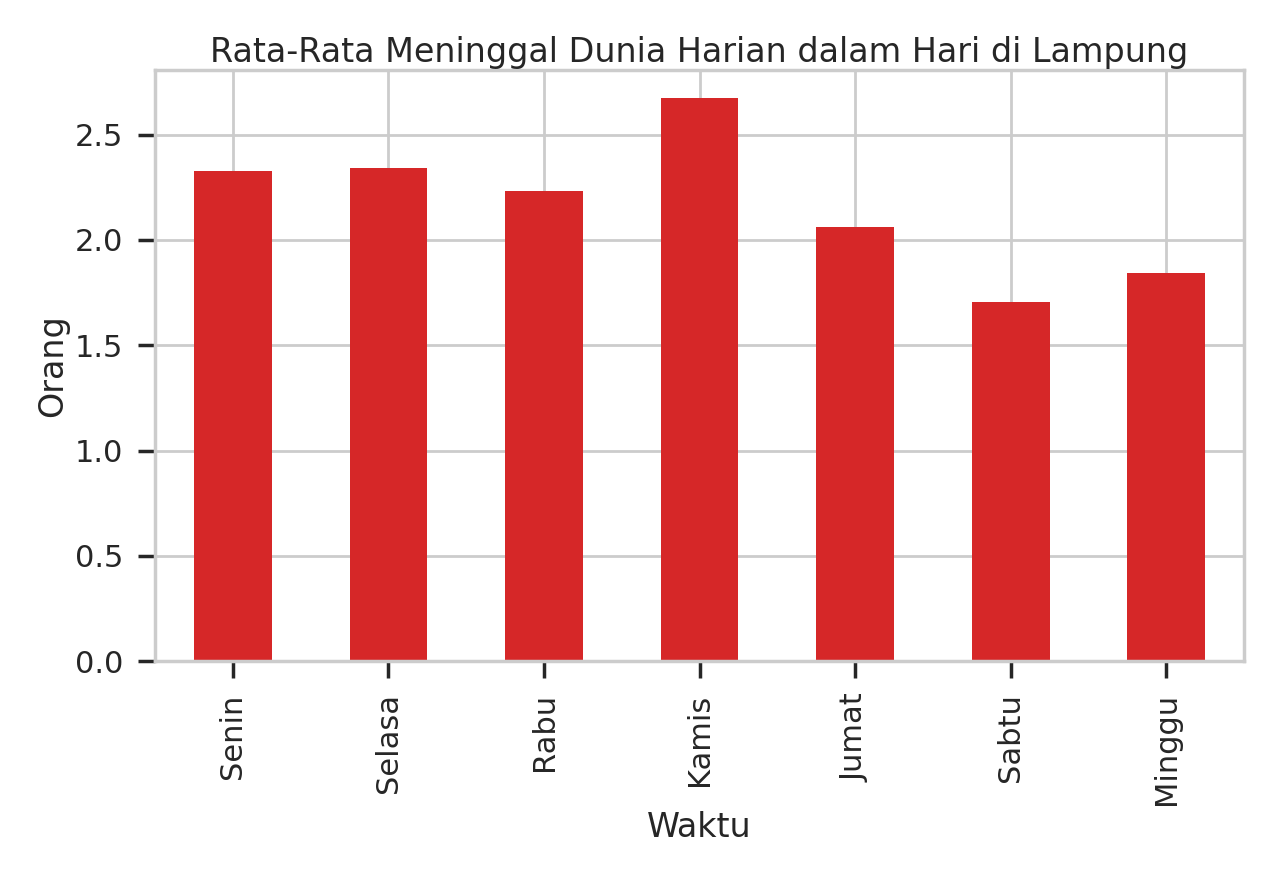 Rata-Rata Meninggal Dunia Harian dalam Hari di Lampung
2.5
2.0
1.5
1.0
0.5
0.0
Orang
Senin
Selasa
Rabu
Kamis
Jumat
Sabtu
Minggu
Waktu